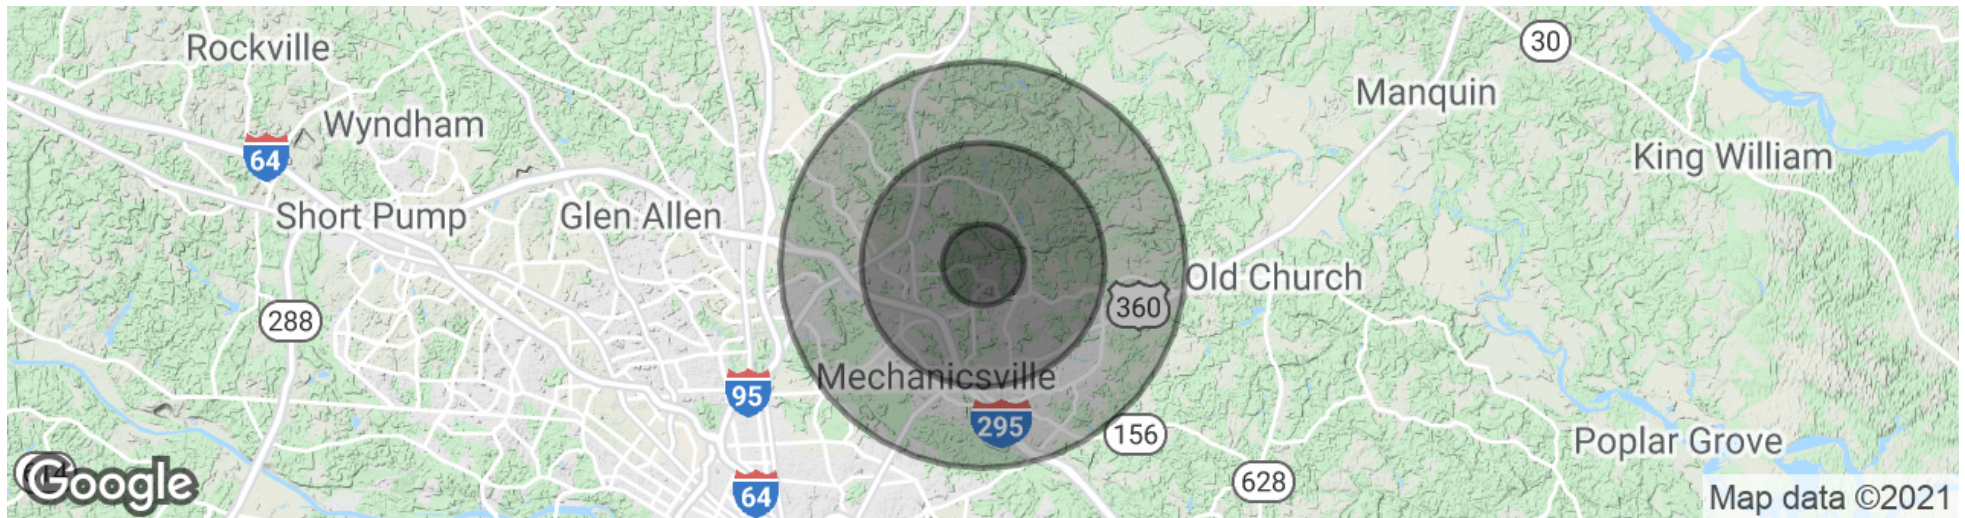 30
Rockville
Manquin
Wyndham
64
King William
Short Pump
Glen Allen
Old Church
360
288
Mechanicsville
95
295
156
Poplar Grove
Google
628
64
Map data ©2021